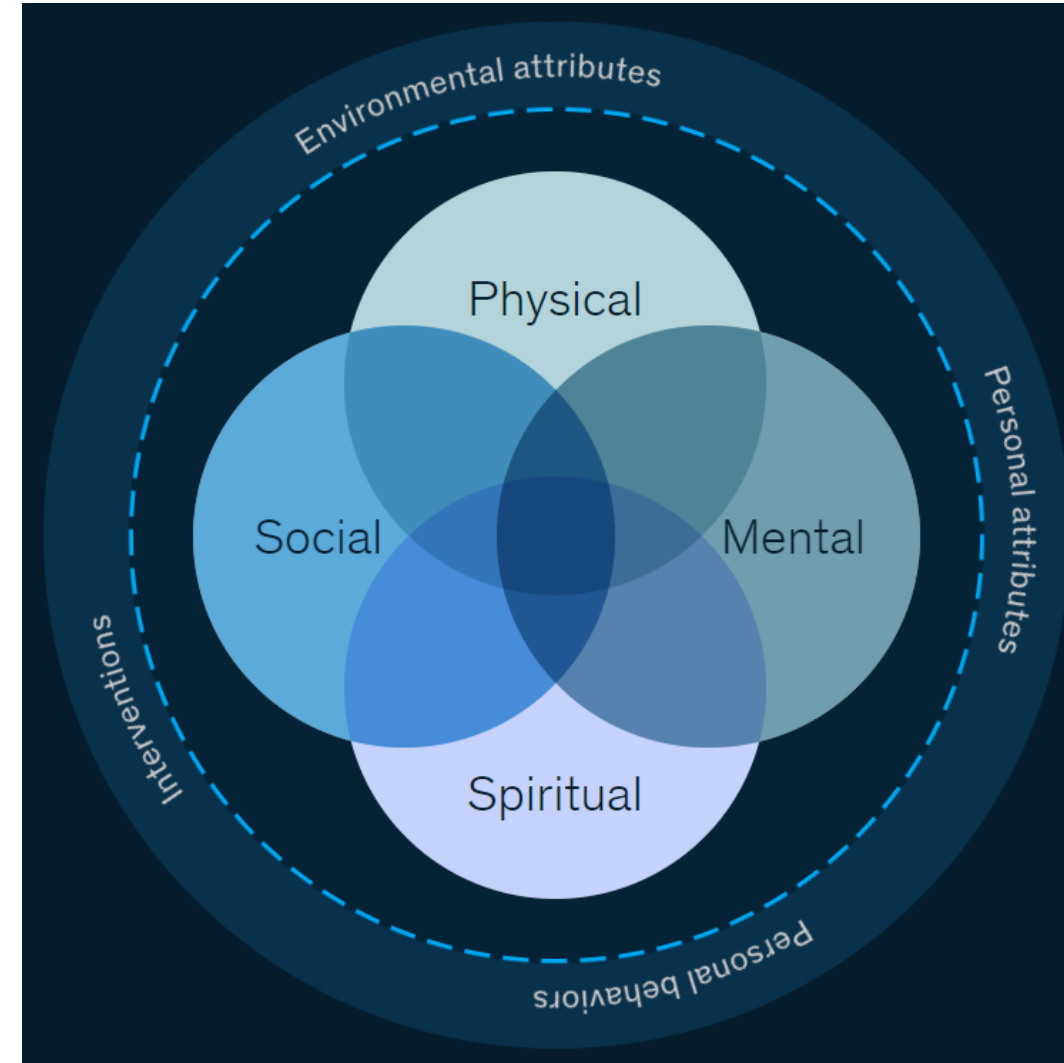 Environmental attributes
Physical
Personal attributes
Social
Mental
Interventions
Spiritual
Personal behaviors